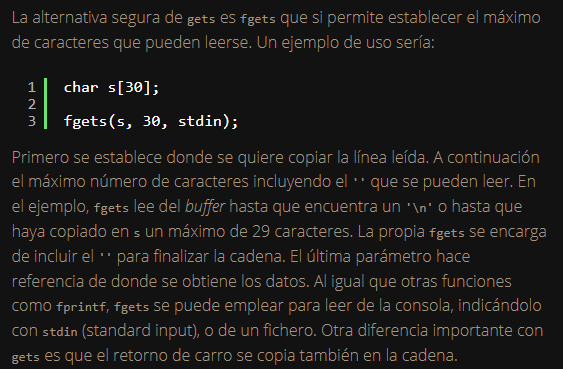 La alternativa segura de gets es fgets que si permite establecer el máximo
de caracteres que pueden leerse. Un ejemplo de uso sería:
1 char s[30];
2
3 fgets(s, 30, stdin);
Primero se establece donde se quiere copiar la línea leída. A continuación
el máximo número de caracteres incluyendo el '' que se pueden leer. En
el ejemplo, fgets lee del buffer hasta que encuentra un '\n' o hasta que
haya copiado en s un máximo de 29 caracteres. La propia fgets se encarga
de incluir el '' para finalizar la cadena. El última parámetro hace
referencia de donde se obtiene los datos. Al igual que otras funciones
como fprintf, fgets se puede emplear para leer de la consola, indicándolo
con stdin (standard input), o de un fichero. Otra diferencia importante con
gets es que el retorno de carro se copia también en la cadena.